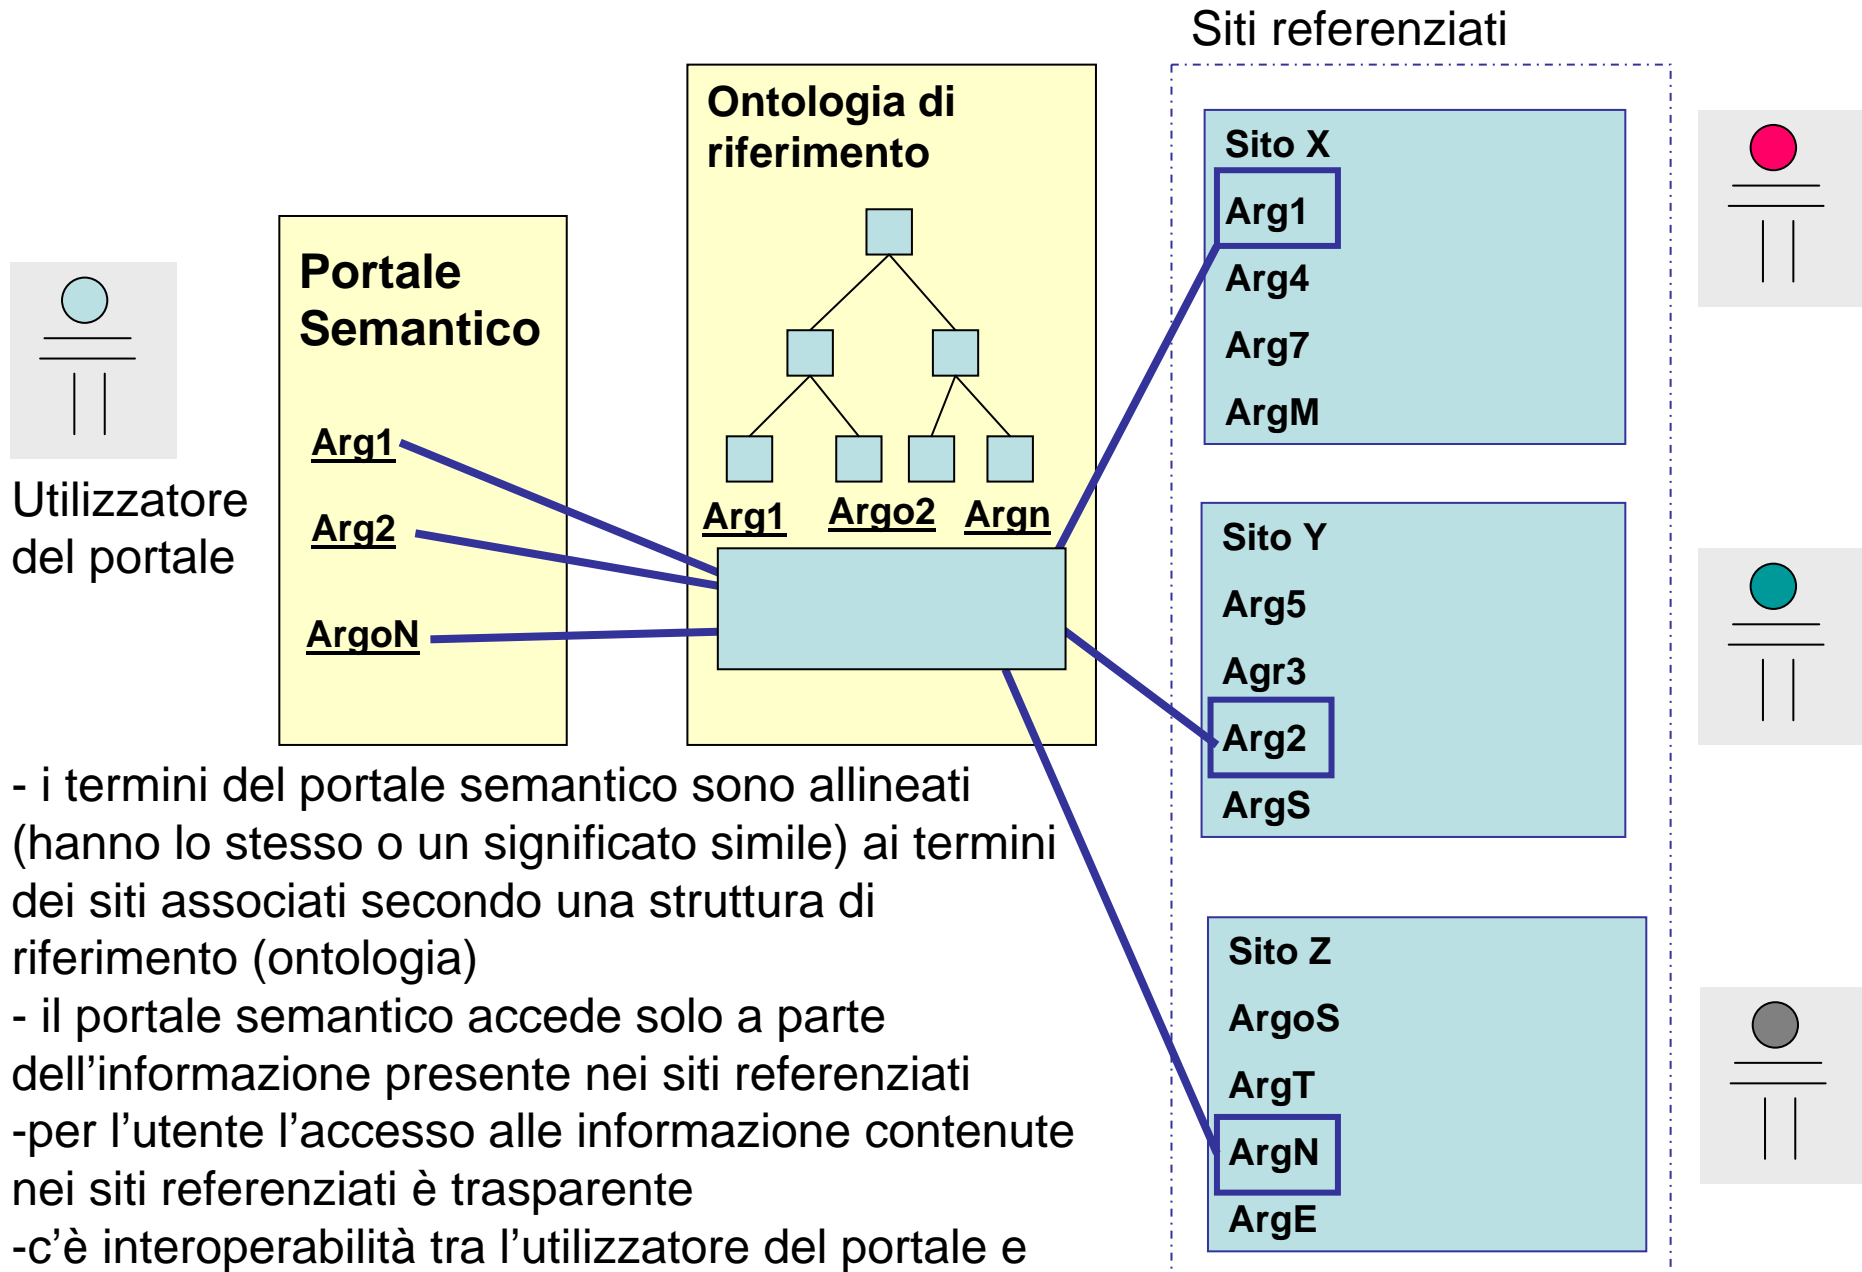 Siti referenziati
Ontologia di
riferimento
Portale
Semantico
Arg1
Arg2
ArgoN
Utilizzatore
del portale
Arg1
Argo2
Argn
Sito X
Arg1
Arg4
Arg7
ArgM
Sito Y
Arg5
Agr3
Arg2
ArgS
Sito Z
ArgoS
ArgT
ArgN
ArgE
- i termini del portale semantico sono allineati
(hanno lo stesso o un significato simile) ai termini
dei siti associati secondo una struttura di
riferimento (ontologia)
- il portale semantico accede solo a parte
dell’informazione presente nei siti referenziati
-per l’utente l’accesso alle informazione contenute
nei siti referenziati è trasparente
-c’è interoperabilità tra l’utilizzatore del portale e